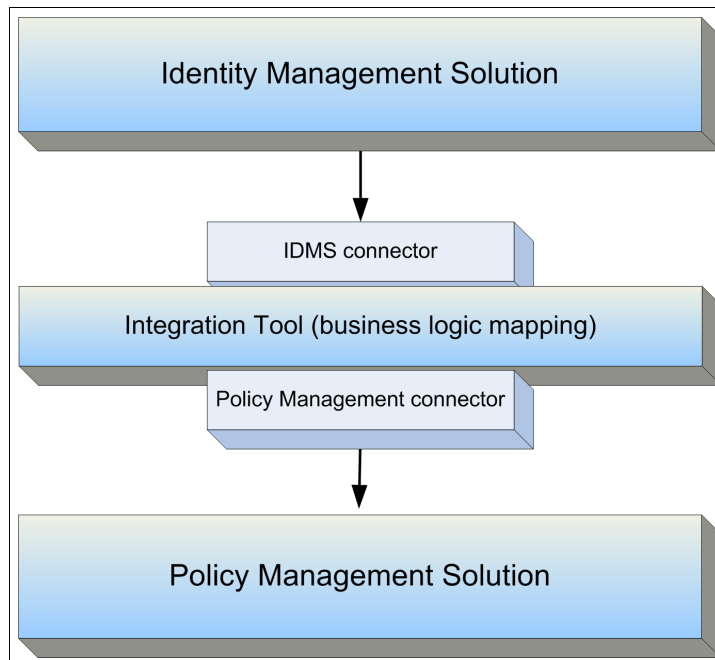 Identity Management Solution
IDMS connector
Integration Tool (business logic mapping)
Policy Management connector
Policy Management Solution